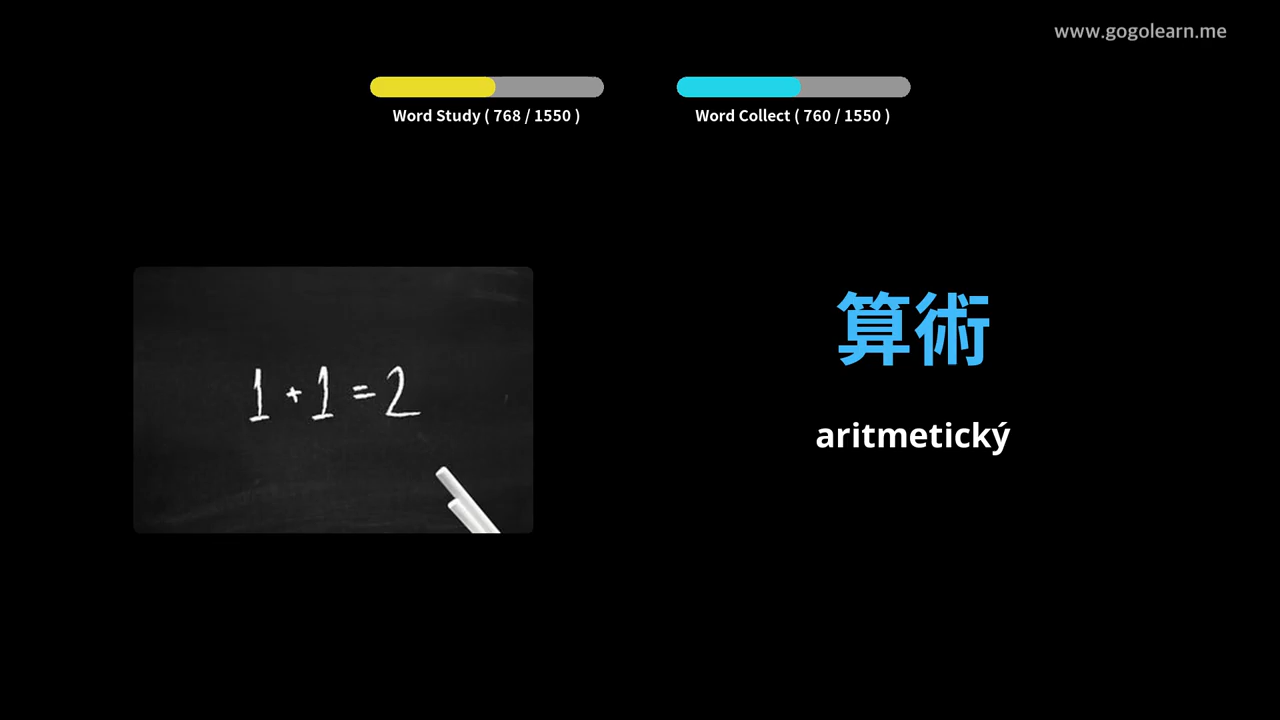 www.gogolearn.me
Word Study ( 768 / 1550 )
Word Collect ( 760 / 1550 )
1 + 1 = 2
算術
aritmetický